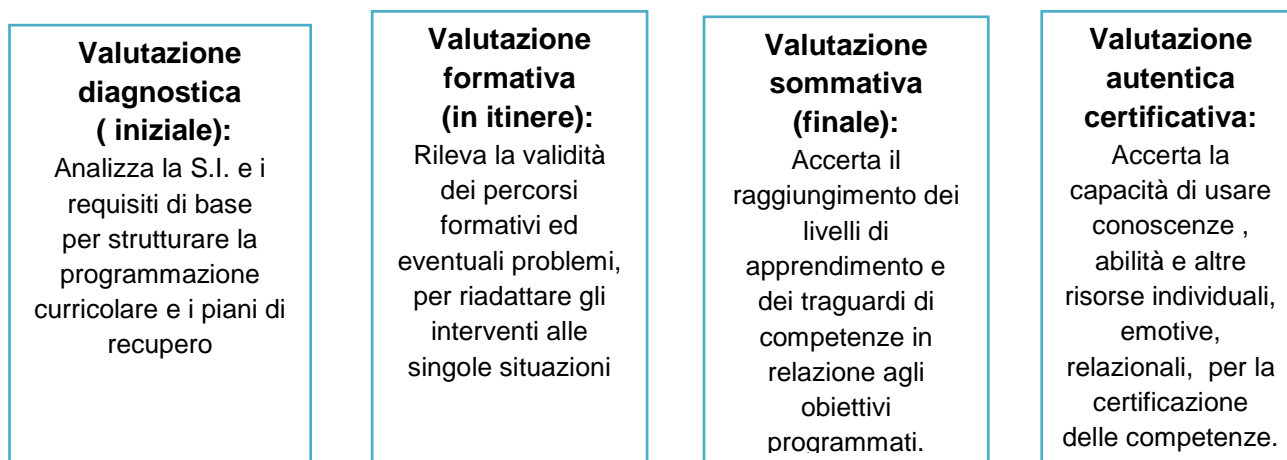 Valutazione
diagnostica
( iniziale):
Analizza la S.I. e i
requisiti di base
per strutturare la
programmazione
curricolare e i piani di
recupero
Valutazione
formativa
(in itinere):
Rileva la validità
dei percorsi
formativi ed
eventuali problemi,
per riadattare gli
interventi alle
singole situazioni
Valutazione
sommativa
(finale):
Accerta il
raggiungimento dei
livelli di
apprendimento e
dei traguardi di
competenze in
relazione agli
obiettivi
programmati.
Valutazione
autentica
certificativa:
Accerta la
capacità di usare
conoscenze ,
abilità e altre
risorse individuali,
emotive,
relazionali,  per la
certificazione
delle competenze.